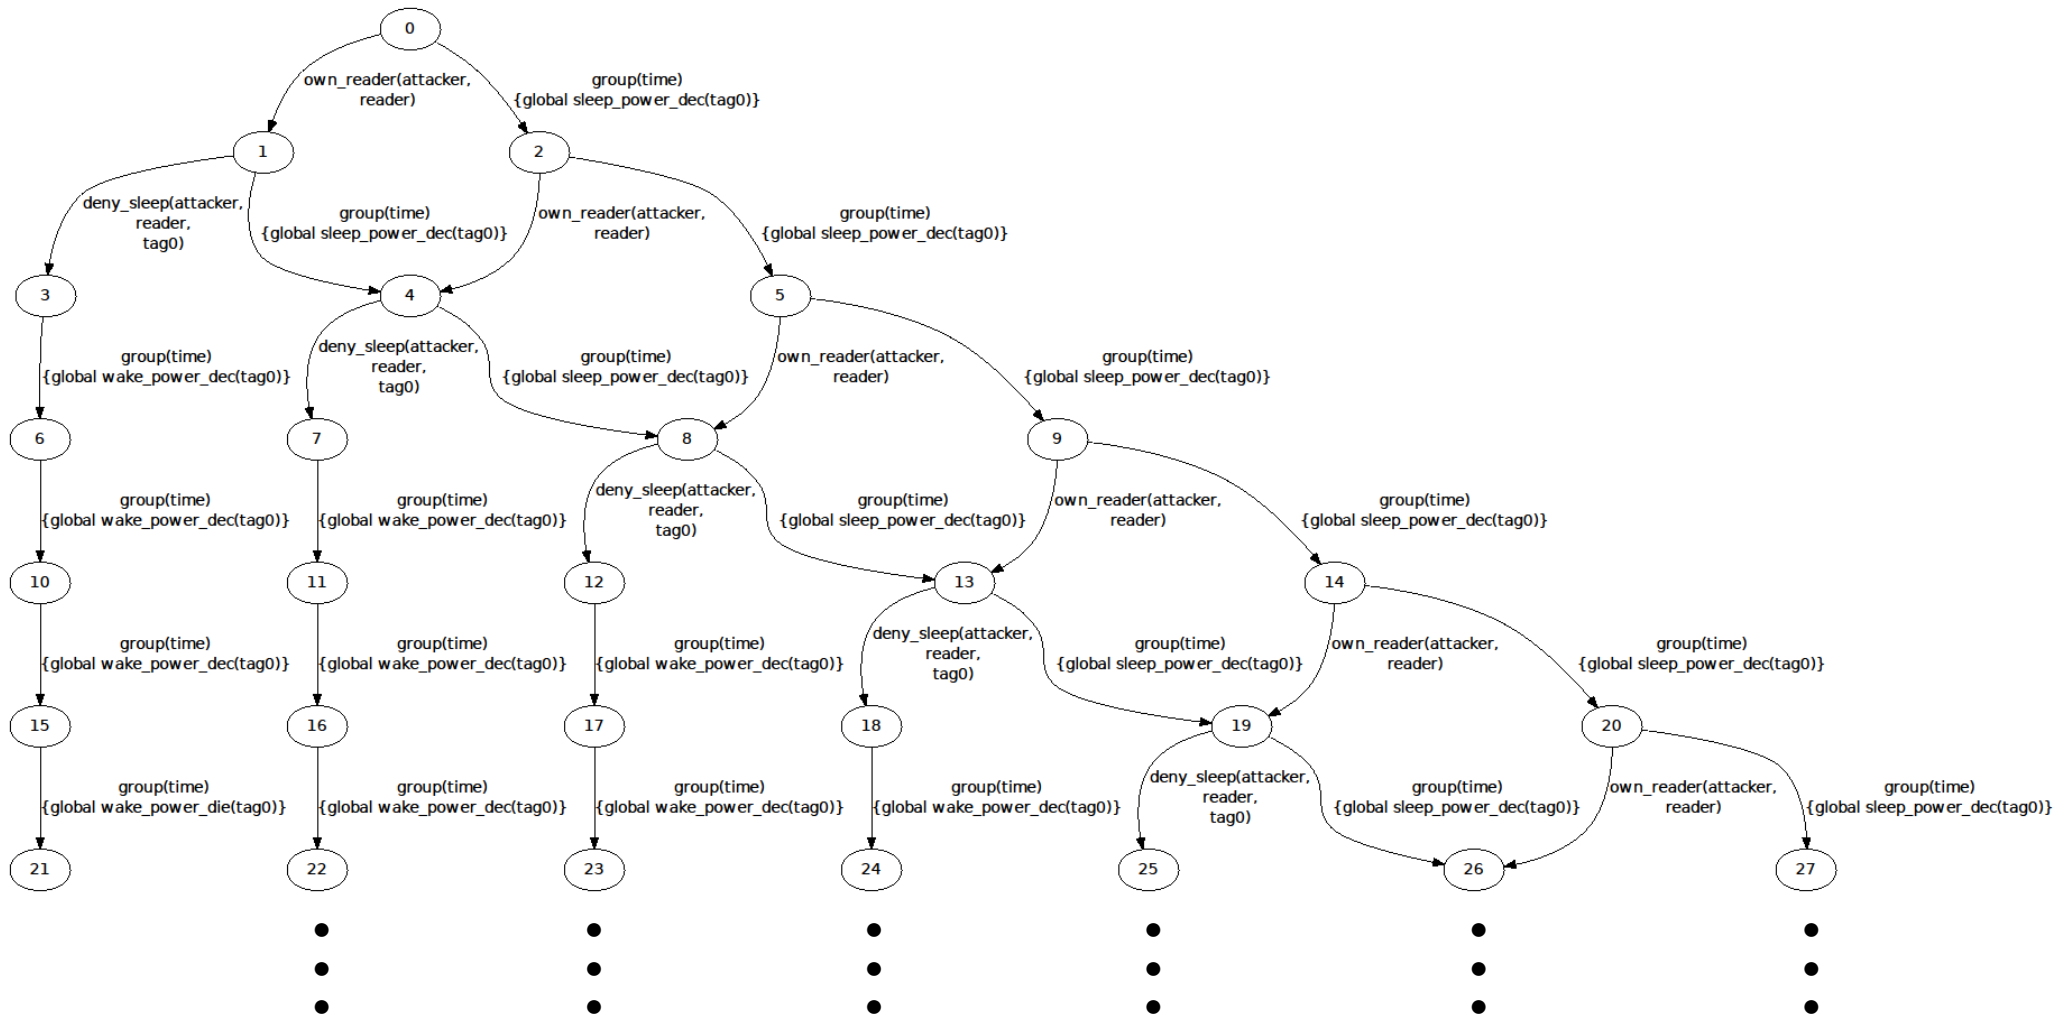 0
own_reader(attacker,
reader)
group(time)
{global sleep_power_dec(tag0)}
1
2
deny_sleep(attacker,
reader,
tag0)
group(time)
{global sleep_power_dec(tag0)}
own_reader(attacker,
reader)
group(time)
{global sleep_power_dec(tag0)}
3
4
5
group(time)
{global wake_power_dec(tag0)}
deny_sleep(attacker,
reader,
tag0)
group(time)
{global sleep_power_dec(tag0)}
own_reader(attacker,
reader)
group(time)
{global sleep_power_dec(tag0)}
6
7
8
9
group(time)
{global wake_power_dec(tag0)}
group(time)
{global wake_power_dec(tag0)}
deny_sleep(attacker,
reader,
tag0)
group(time)
{global sleep_power_dec(tag0)}
own_reader(attacker,
reader)
group(time)
{global sleep_power_dec(tag0)}
10
11
12
13
14
group(time)
{global wake_power_dec(tag0)}
group(time)
{global wake_power_dec(tag0)}
group(time)
{global wake_power_dec(tag0)}
deny_sleep(attacker,
reader,
tag0)
group(time)
{global sleep_power_dec(tag0)}
own_reader(attacker,
reader)
group(time)
{global sleep_power_dec(tag0)}
15
16
17
18
19
20
group(time)
{global wake_power_die(tag0)}
group(time)
{global wake_power_dec(tag0)}
group(time)
{global wake_power_dec(tag0)}
group(time)
{global wake_power_dec(tag0)}
deny_sleep(attacker,
reader,
tag0)
group(time)
{global sleep_power_dec(tag0)}
own_reader(attacker,
reader)
group(time)
{global sleep_power_dec(tag0)}
21
22
23
24
25
26
27